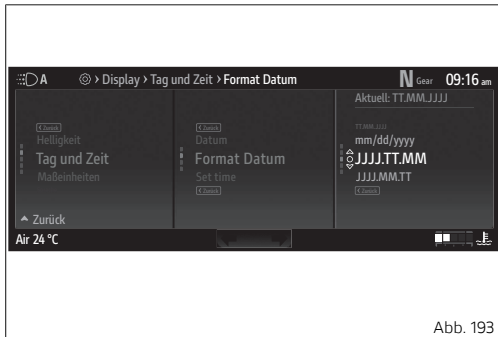 A
> Display > Tag und Zeit > Format Datum
N Gear 09:16 am
Zurück
Helligkeit
Tag und Zeit
Maßeinheiten
Zurück
Zurück
Datum
Format Datum
Set time
Zurück
Aktuell: TT.MM.JJJJ
TT.MM.JJJJ
mm/dd/yyyy
JJJJ.TT.MM
JJJJ.MM.TT
Zurück
Air 24 °C
Abb. 193